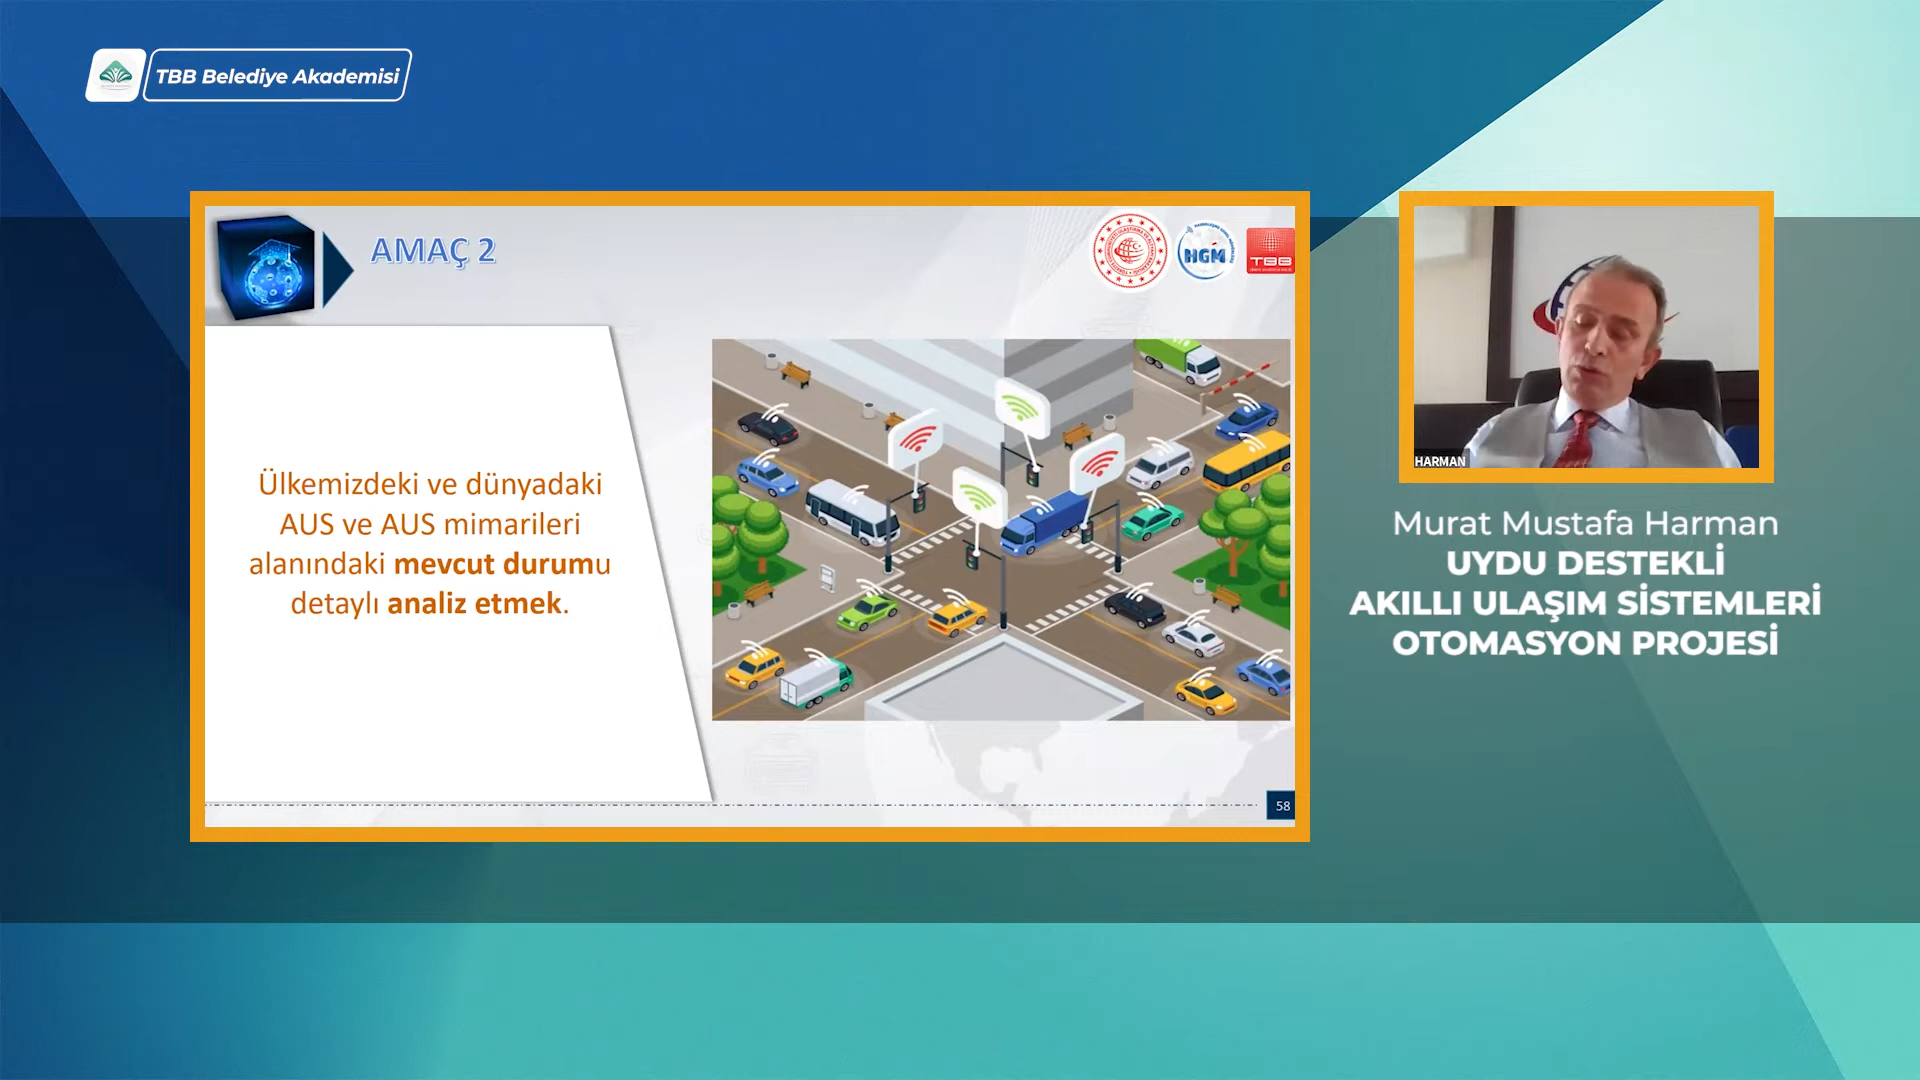 TBB Belediye Akademisi
AMAÇ 2
HGM
TBB
Ülkemizdeki ve dünyadaki
AUS ve AUS mimarileri
alanındaki mevcut durumu
detaylı analiz etmek.
58
HARMAN
Murat Mustafa Harman
UYDU DESTEKLİ
AKILLI ULAŞIM SİSTEMLERİ
OTOMASYON PROJESİ